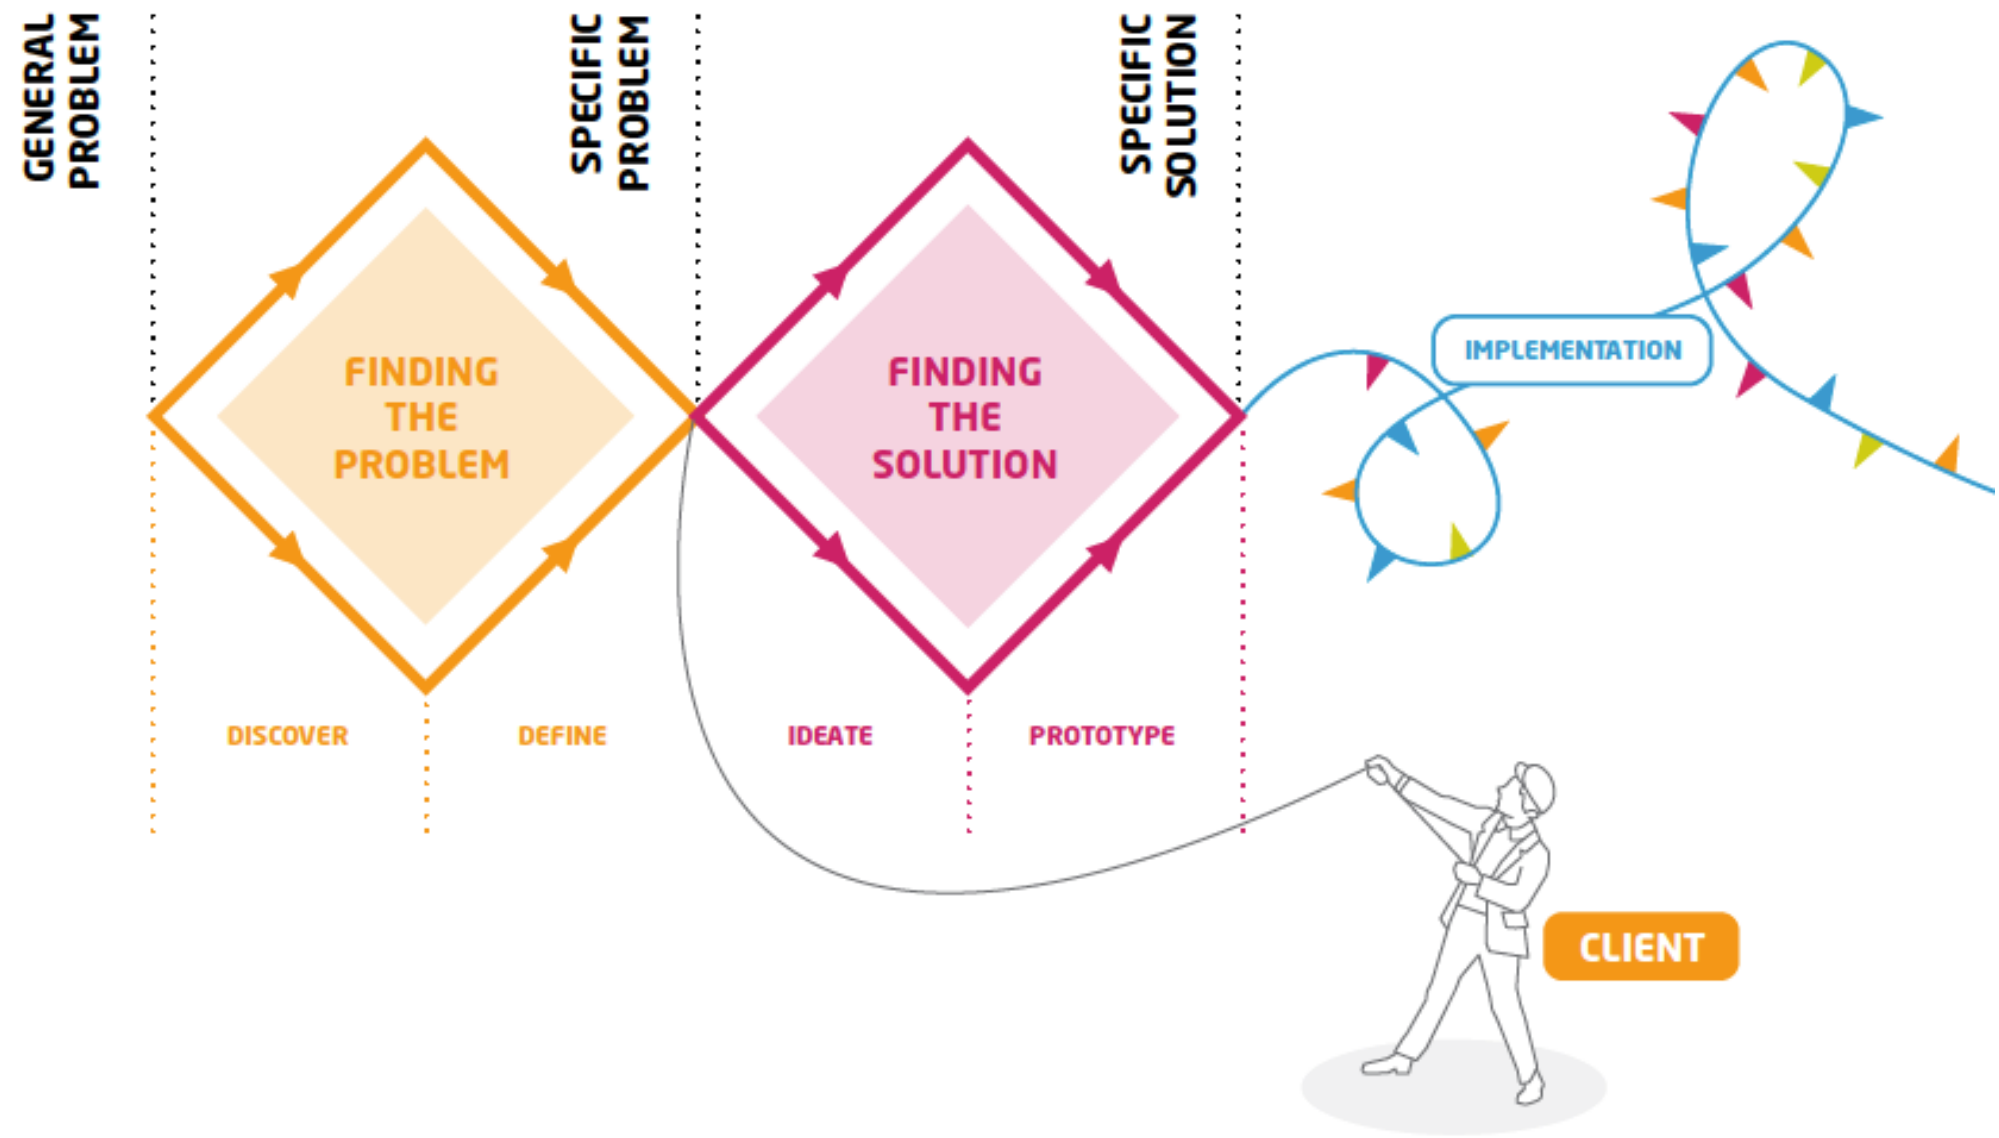 GENERAL
PROBLEM
SPECIFIC
PROBLEM
SPECIFIC
SOLUTION
FINDING
THE
PROBLEM
FINDING
THE
SOLUTION
IMPLEMENTATION
DISCOVER
DEFINE
IDEATE
PROTOTYPE
CLIENT